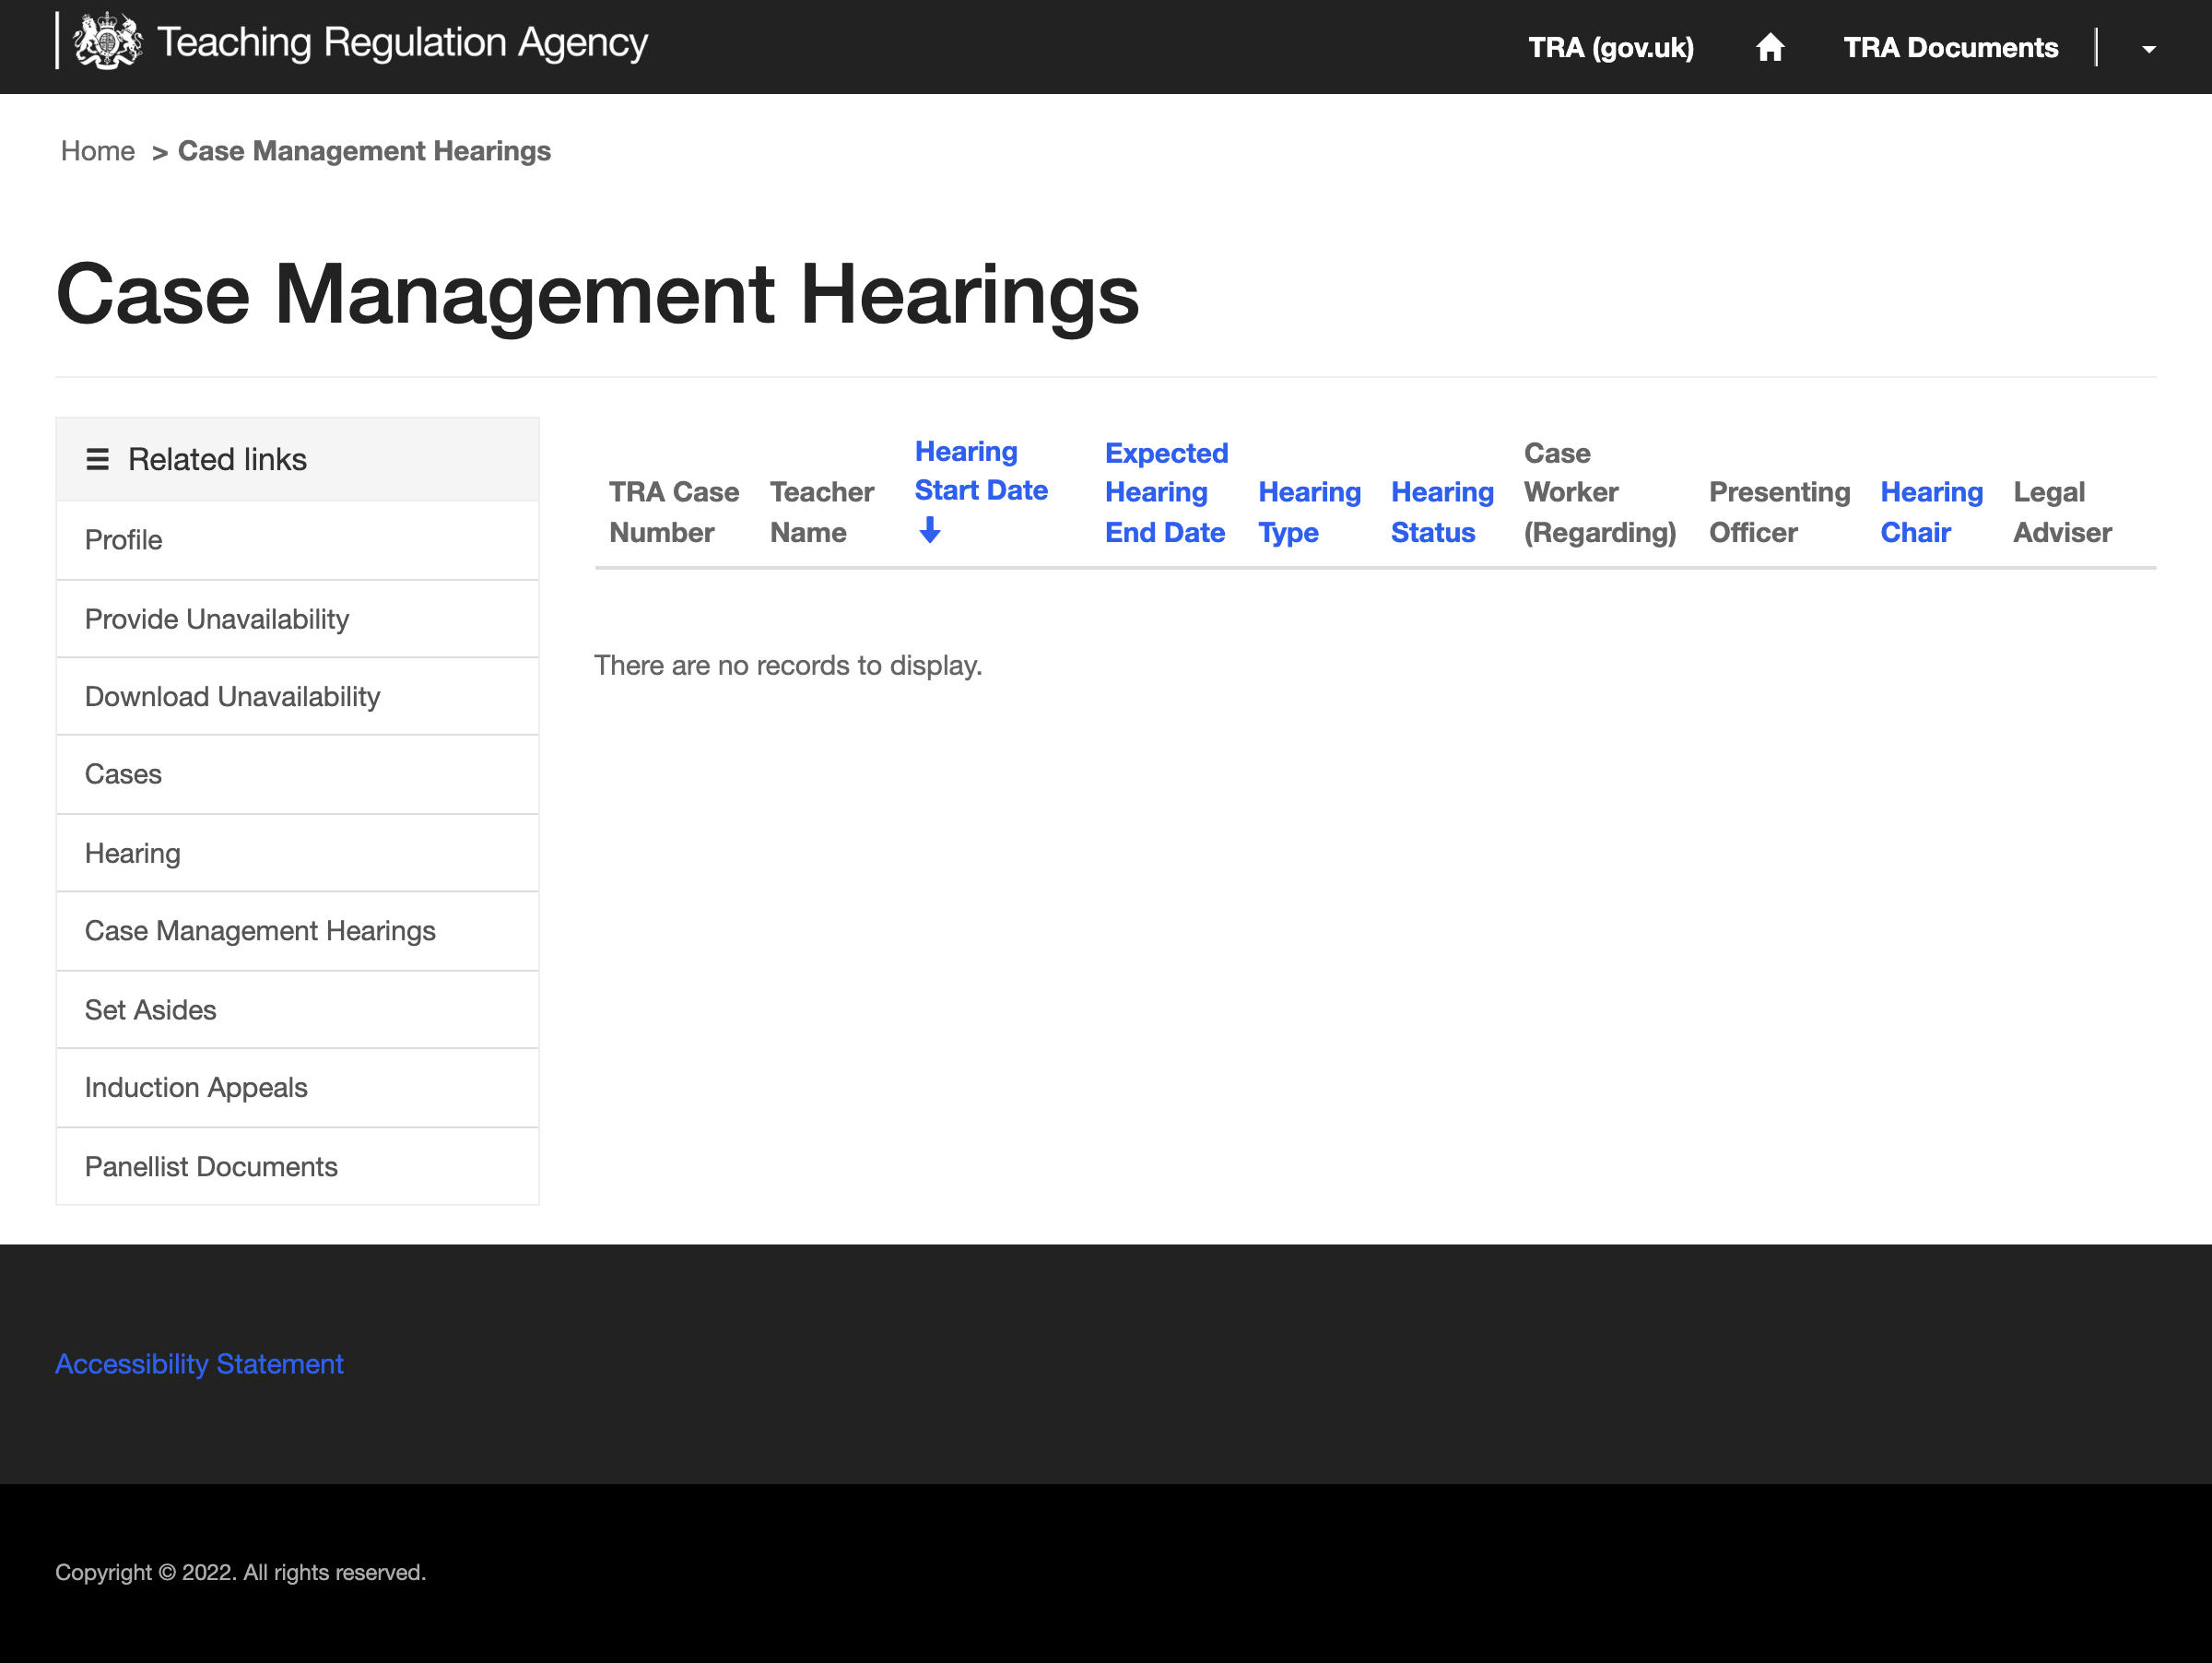 Teaching Regulation Agency
TRA (gov.uk)
TRA Documents
Home > Case Management Hearings
Case Management Hearings
Related links
Profile
Provide Unavailability
Download Unavailability
Cases
Hearing
Case Management Hearings
Set Asides
Induction Appeals
Panellist Documents
TRA Case
Number
Teacher
Name
Hearing
Start Date
Expected
Hearing
End Date
Hearing
Type
Hearing
Status
Case
Worker
(Regarding)
Presenting
Officer
Hearing
Chair
Legal
Adviser
There are no records to display.
Accessibility Statement
Copyright © 2022. All rights reserved.